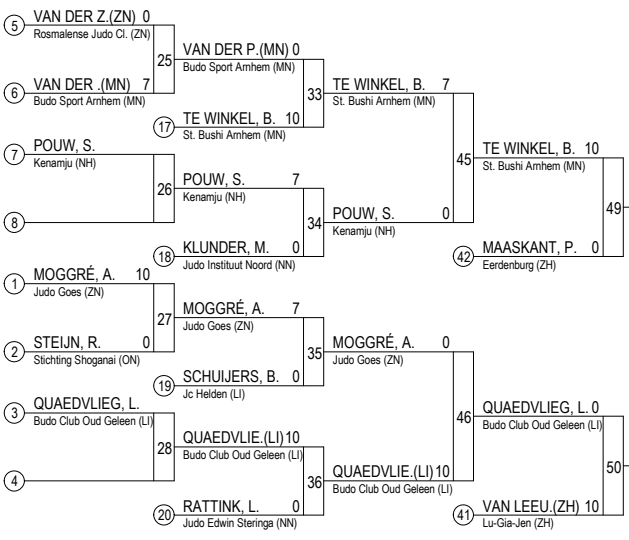 5 VAN DER Z.(ZN) 0
Rosmalense Judo Cl. (ZN)
25
VAN DER P.(MN) 0
Budo Sport Arnhem (MN)
6 VAN DER .(MN) 7
Budo Sport Arnhem (MN)
33
TE WINKEL, B. 7
St. Bushi Arnhem (MN)
17 TE WINKEL, B. 10
St. Bushi Arnhem (MN)
7 POUW, S.
Kenamju (NH)
45
TE WINKEL, B. 10
St. Bushi Arnhem (MN)
26
POUW, S. 7
Kenamju (NH)
8
34
POUW, S. 0
Kenamju (NH)
49
18 KLUNDER, M. 0
Judo Instituut Noord (NN)
42 MAASKANT, P. 0
Eerdenburg (ZH)
1 MOGGRÉ, A. 10
Judo Goes (ZN)
27
MOGGRÉ, A. 7
Judo Goes (ZN)
2 STEIJN, R. 0
Stichting Shoganai (ON)
35
MOGGRÉ, A. 0
Judo Goes (ZN)
19 SCHUIJERS, B. 0
Jc Helden (LI)
3 QUAEDVLIEG, L.
Budo Club Oud Geleen (LI)
46
QUAEDVLIEG, L. 0
Budo Club Oud Geleen (LI)
28
QUAEDVLIE.(LI) 10
Budo Club Oud Geleen (LI)
4
36
QUAEDVLIE.(LI) 10
Budo Club Oud Geleen (LI)
50
20 RATTINK, L. 0
Judo Edwin Steringa (NN)
41 VAN LEEU.(ZH) 10
Lu-Gia-Jen (ZH)